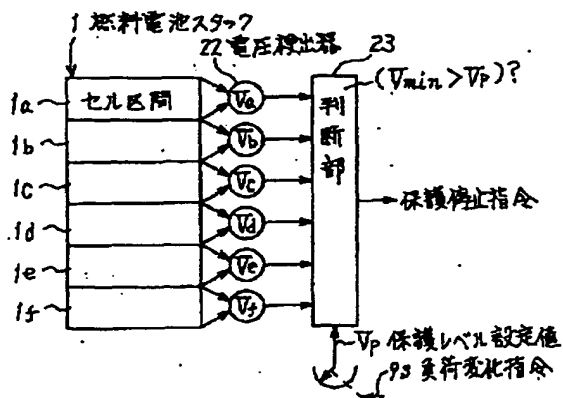 1 燃料電池スタック
22 電圧検出器
23
(Vmin>Vp)?
1a セル区間 Va
1b Vb
1c Vc
1d Vd
1e Ve
1f Vf
判断部
保護停止指令
Vp 保護レベル設定値
9s 負荷変化指令